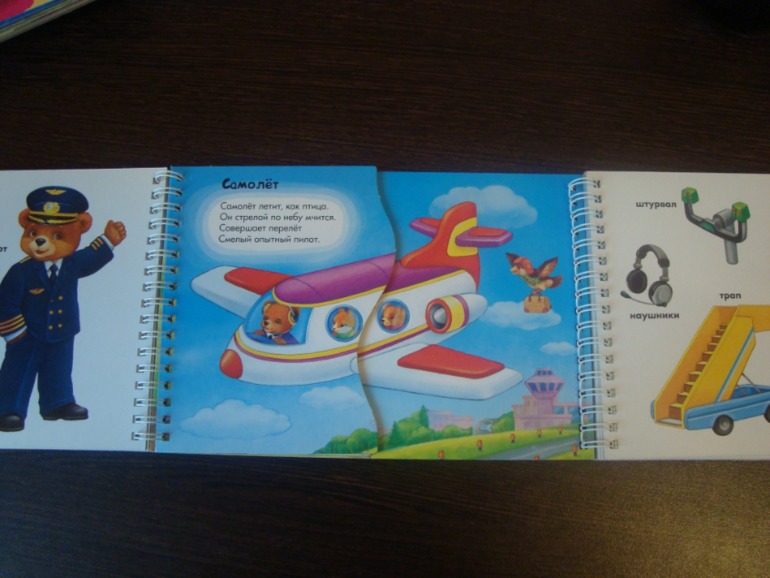 Самолёт
Самолёт летит, как птица.
Он стрелой по небу мчится.
Совершает перелёт
Смелый опытный пилот.
штурвал
наушники
трап